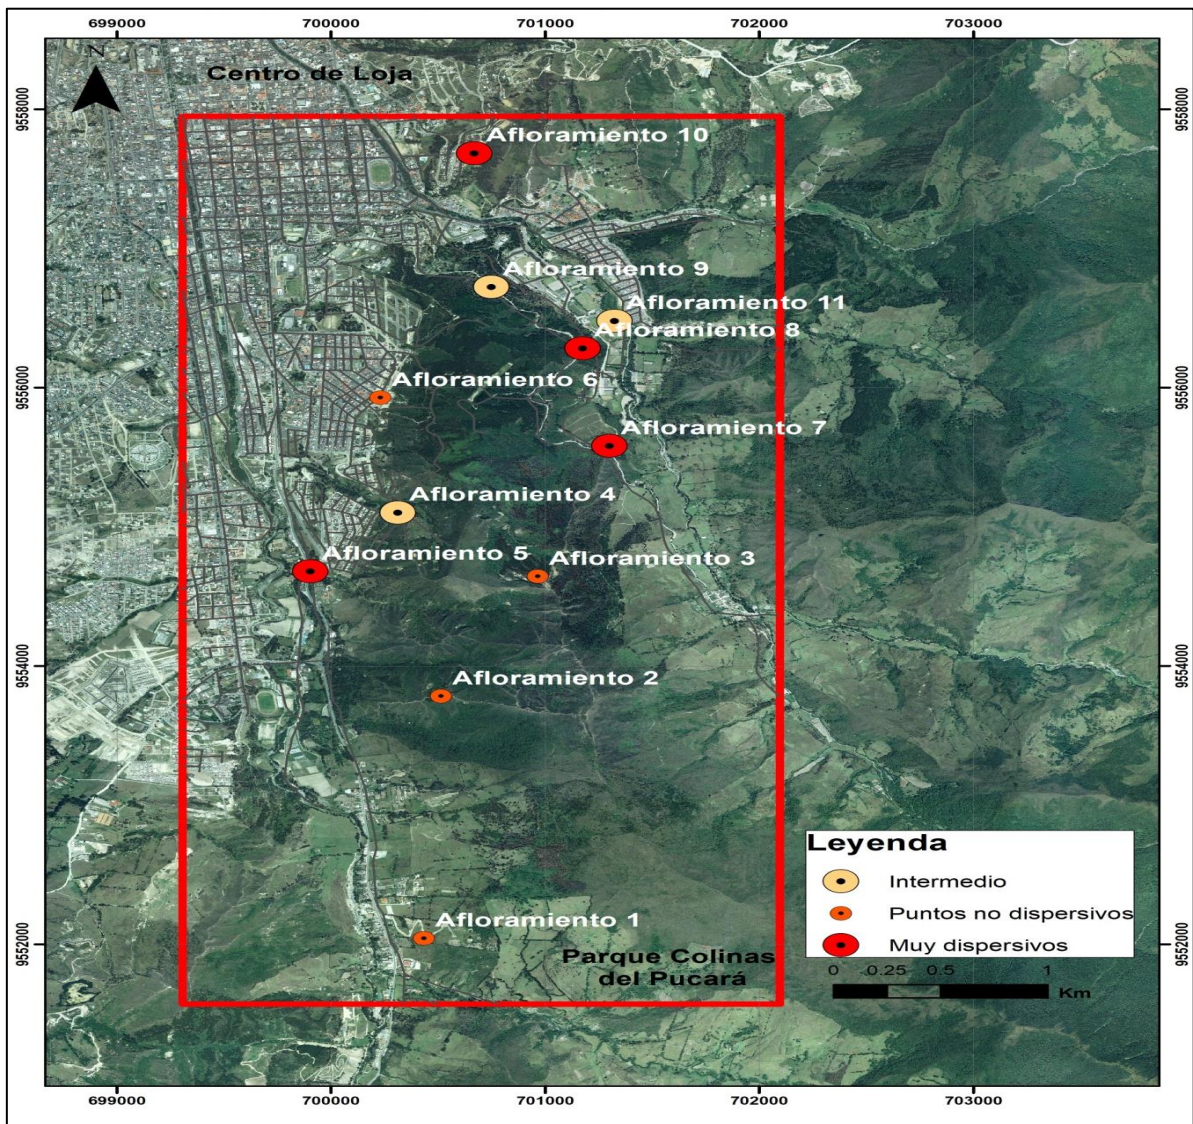 699000 700000 701000 702000 703000
N
Centro de Loja
9558000
9558000
Afloramiento 10
Afloramiento 9
Afloramiento 11
Afloramiento 8
9556000
9556000
Afloramiento 6
Afloramiento 7
Afloramiento 4
Afloramiento 5
Afloramiento 3
9554000
9554000
Afloramiento 2
Leyenda
Intermedio
Puntos no dispersivos
Muy dispersivos
0 0.25 0.5 1
Km
Afloramiento 1
9552000
9552000
Parque Colinas
del Pucará
699000 700000 701000 702000 703000